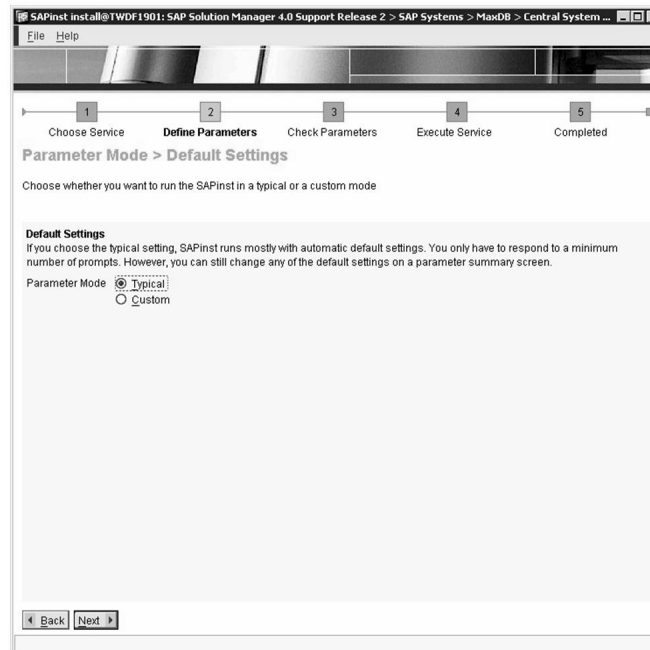 SAPinst install@TWDF1901: SAP Solution Manager 4.0 Support Release 2 > SAP Systems > MaxDB > Central System ...
File Help
1 2 3 4 5
Choose Service Define Parameters Check Parameters Execute Service Completed
Parameter Mode > Default Settings
Choose whether you want to run the SAPinst in a typical or a custom mode
Default Settings
If you choose the typical setting, SAPinst runs mostly with automatic default settings. You only have to respond to a minimum
number of prompts. However, you can still change any of the default settings on a parameter summary screen.
Parameter Mode Typical
Custom
Back Next